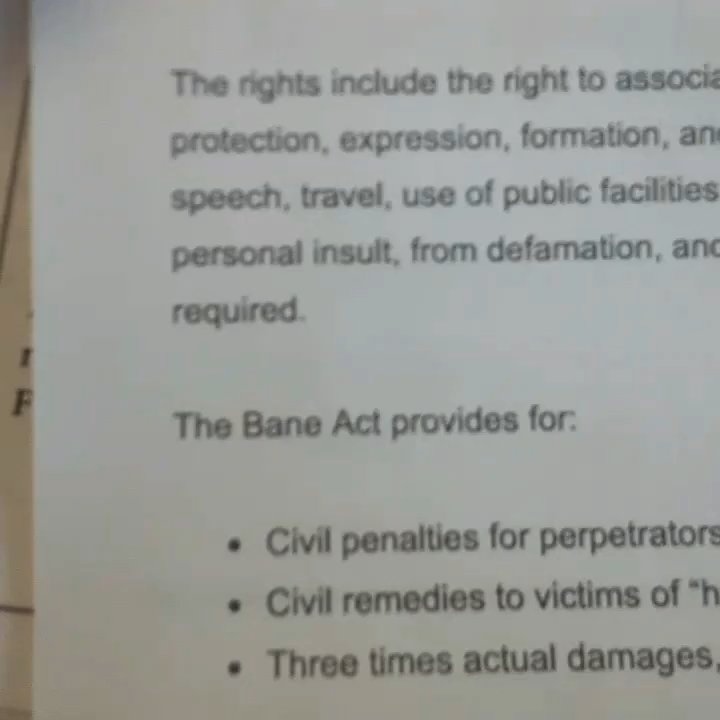 The rights include the right to associa
protection, expression, formation, and
speech, travel, use of public facilities
personal insult, from defamation, and
required.
The Bane Act provides for:
• Civil penalties for perpetrators
• Civil remedies to victims of "h
• Three times actual damages,
r
F